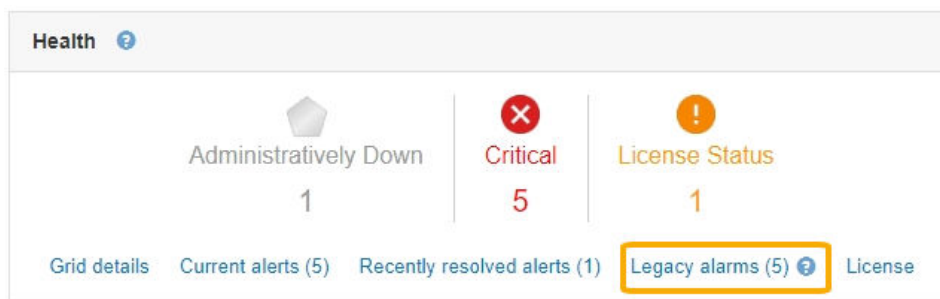 Health
Administratively Down
Critical
License Status
1
5
1
Grid details Current alerts (5) Recently resolved alerts (1) Legacy alarms (5) License